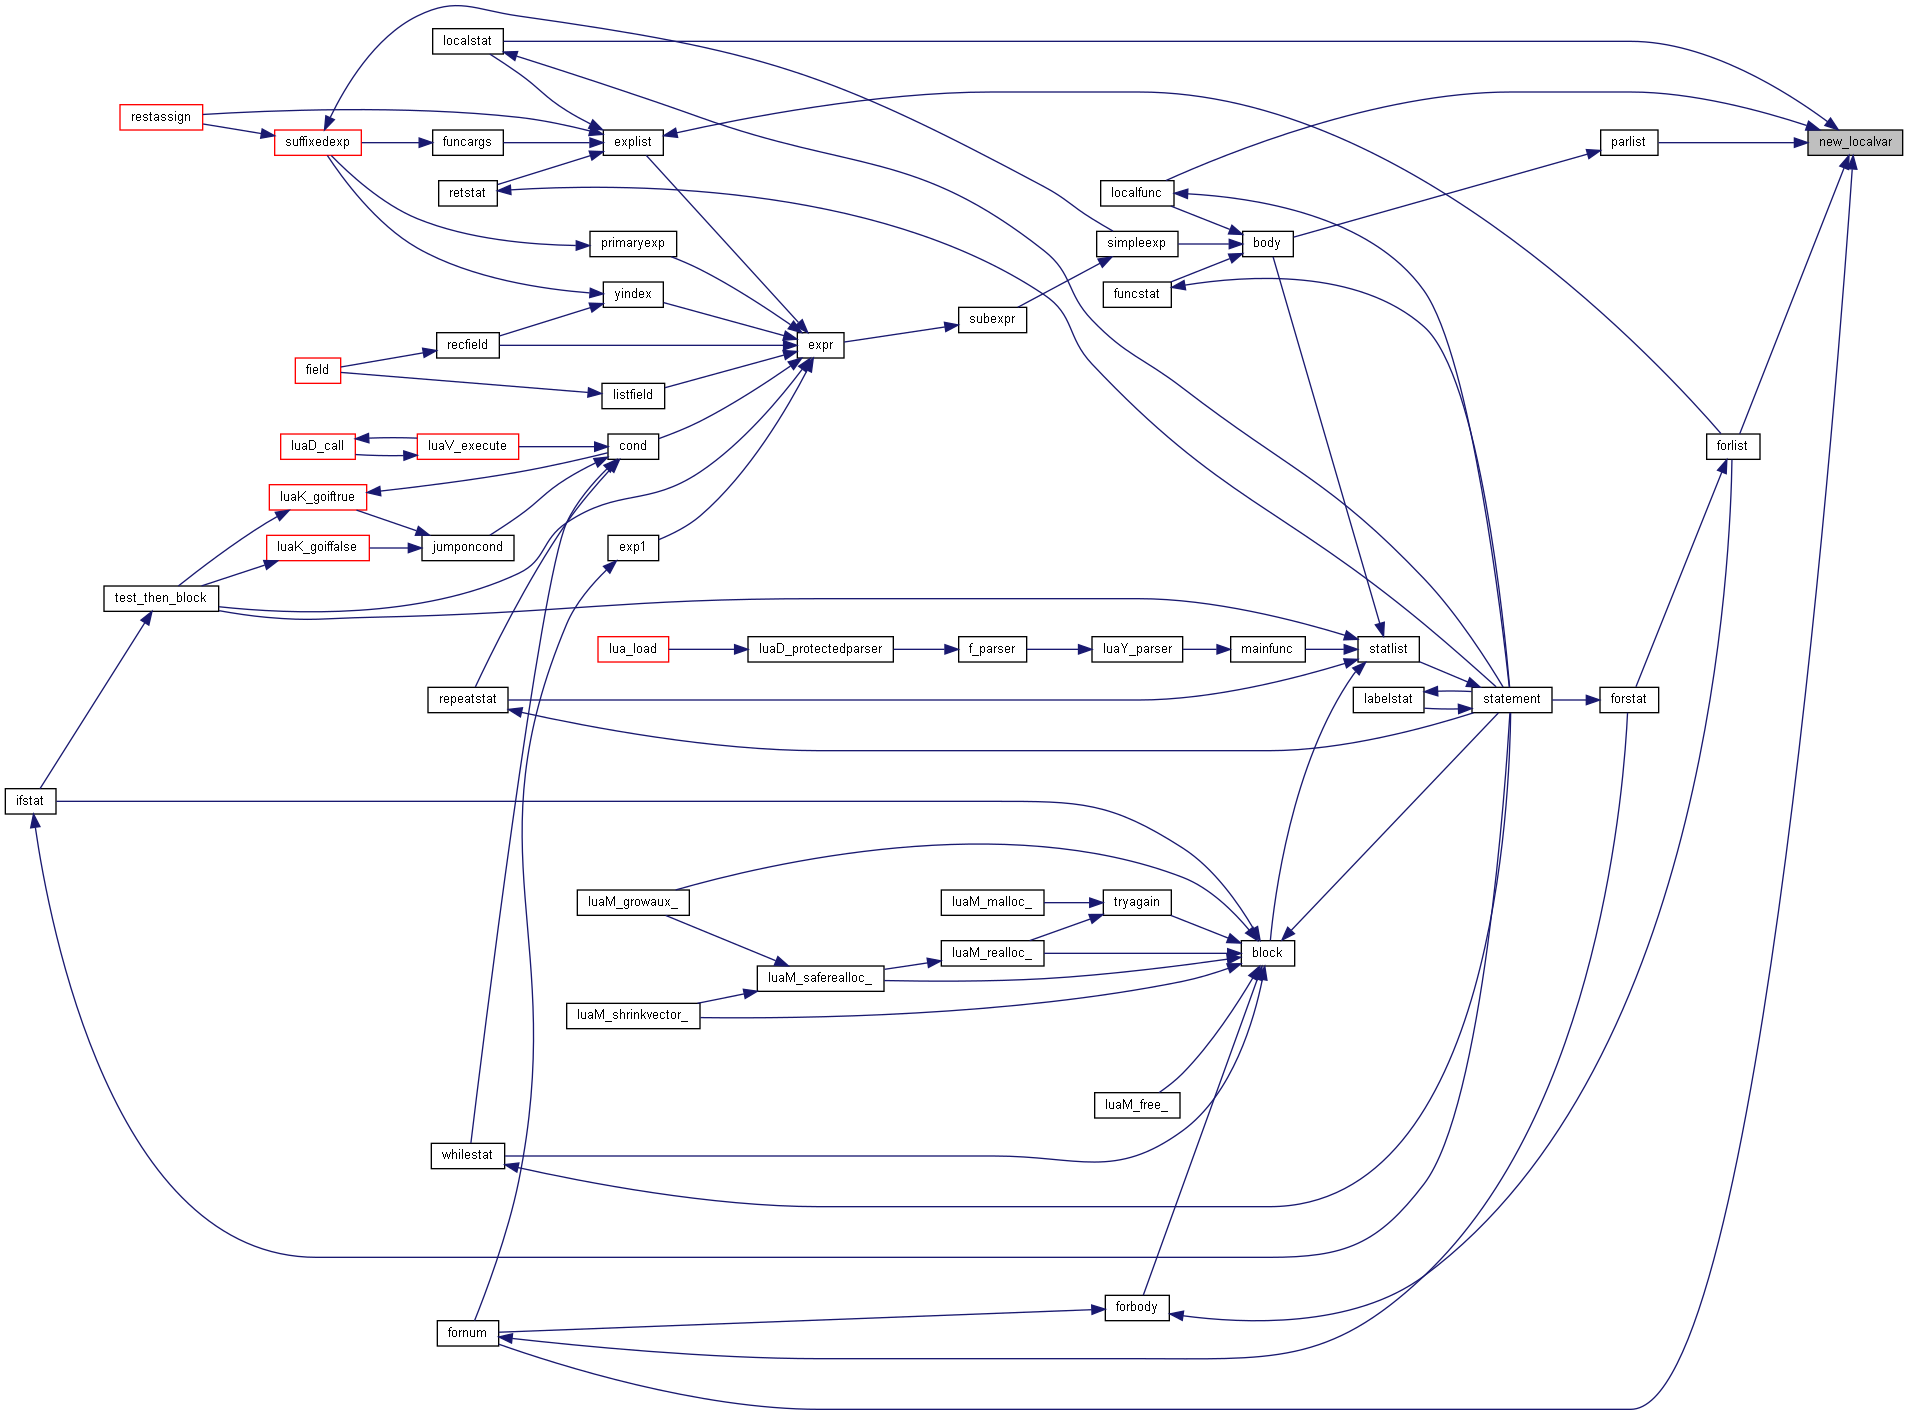 localstat
restassign
suffixedexp
funcargs
explist
parlist
new_localvar
retstat
localfunc
primaryexp
simpleexp
body
yindex
funcstat
subexpr
recfield
expr
field
listfield
luaD_call
luaV_execute
cond
forlist
luaK_goiftrue
luaK_goiffalse
jumponcond
exp1
test_then_block
lua_load
luaD_protectedparser
f_parser
luaY_parser
mainfunc
statlist
repeatstat
labelstat
statement
forstat
ifstat
luaM_growaux_
luaM_malloc_
tryagain
luaM_realloc_
block
luaM_saferealloc_
luaM_shrinkvector_
luaM_free_
whilestat
forbody
fornum